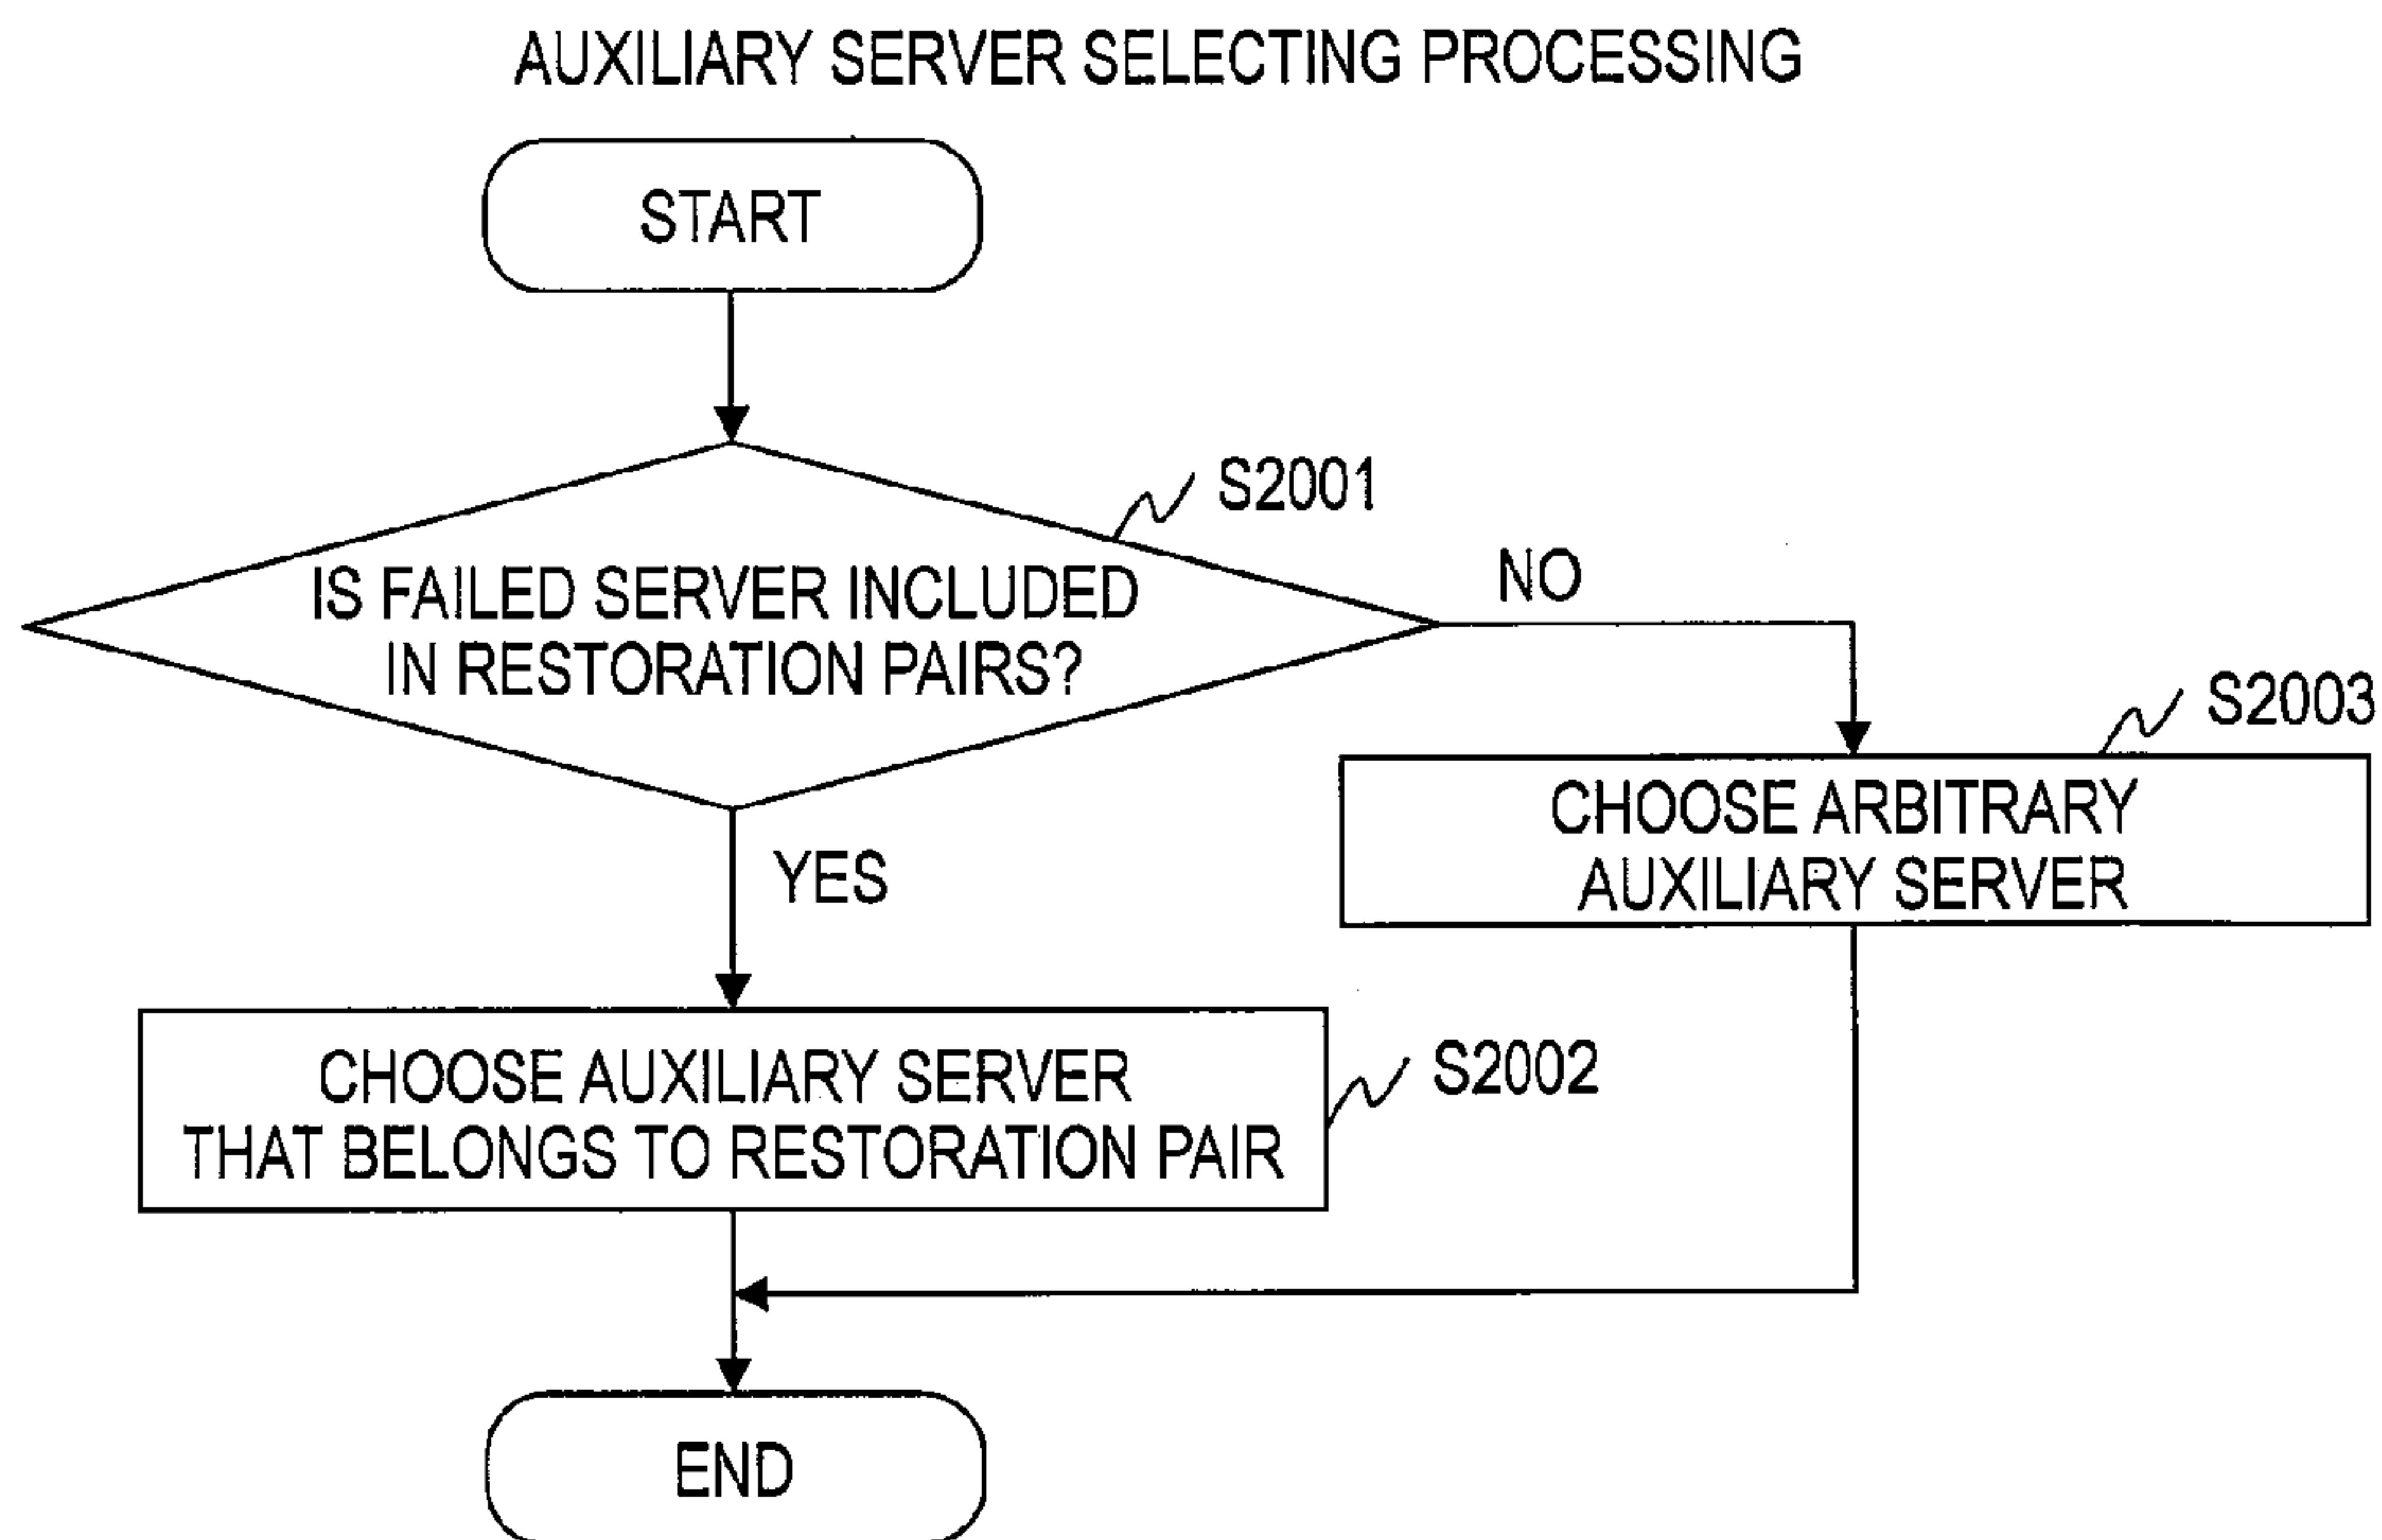 AUXILIARY SERVER SELECTING PROCESSING
START
S2001
IS FAILED SERVER INCLUDED
IN RESTORATION PAIRS?
NO
S2003
CHOOSE ARBITRARY
AUXILIARY SERVER
YES
CHOOSE AUXILIARY SERVER
THAT BELONGS TO RESTORATION PAIR
S2002
END